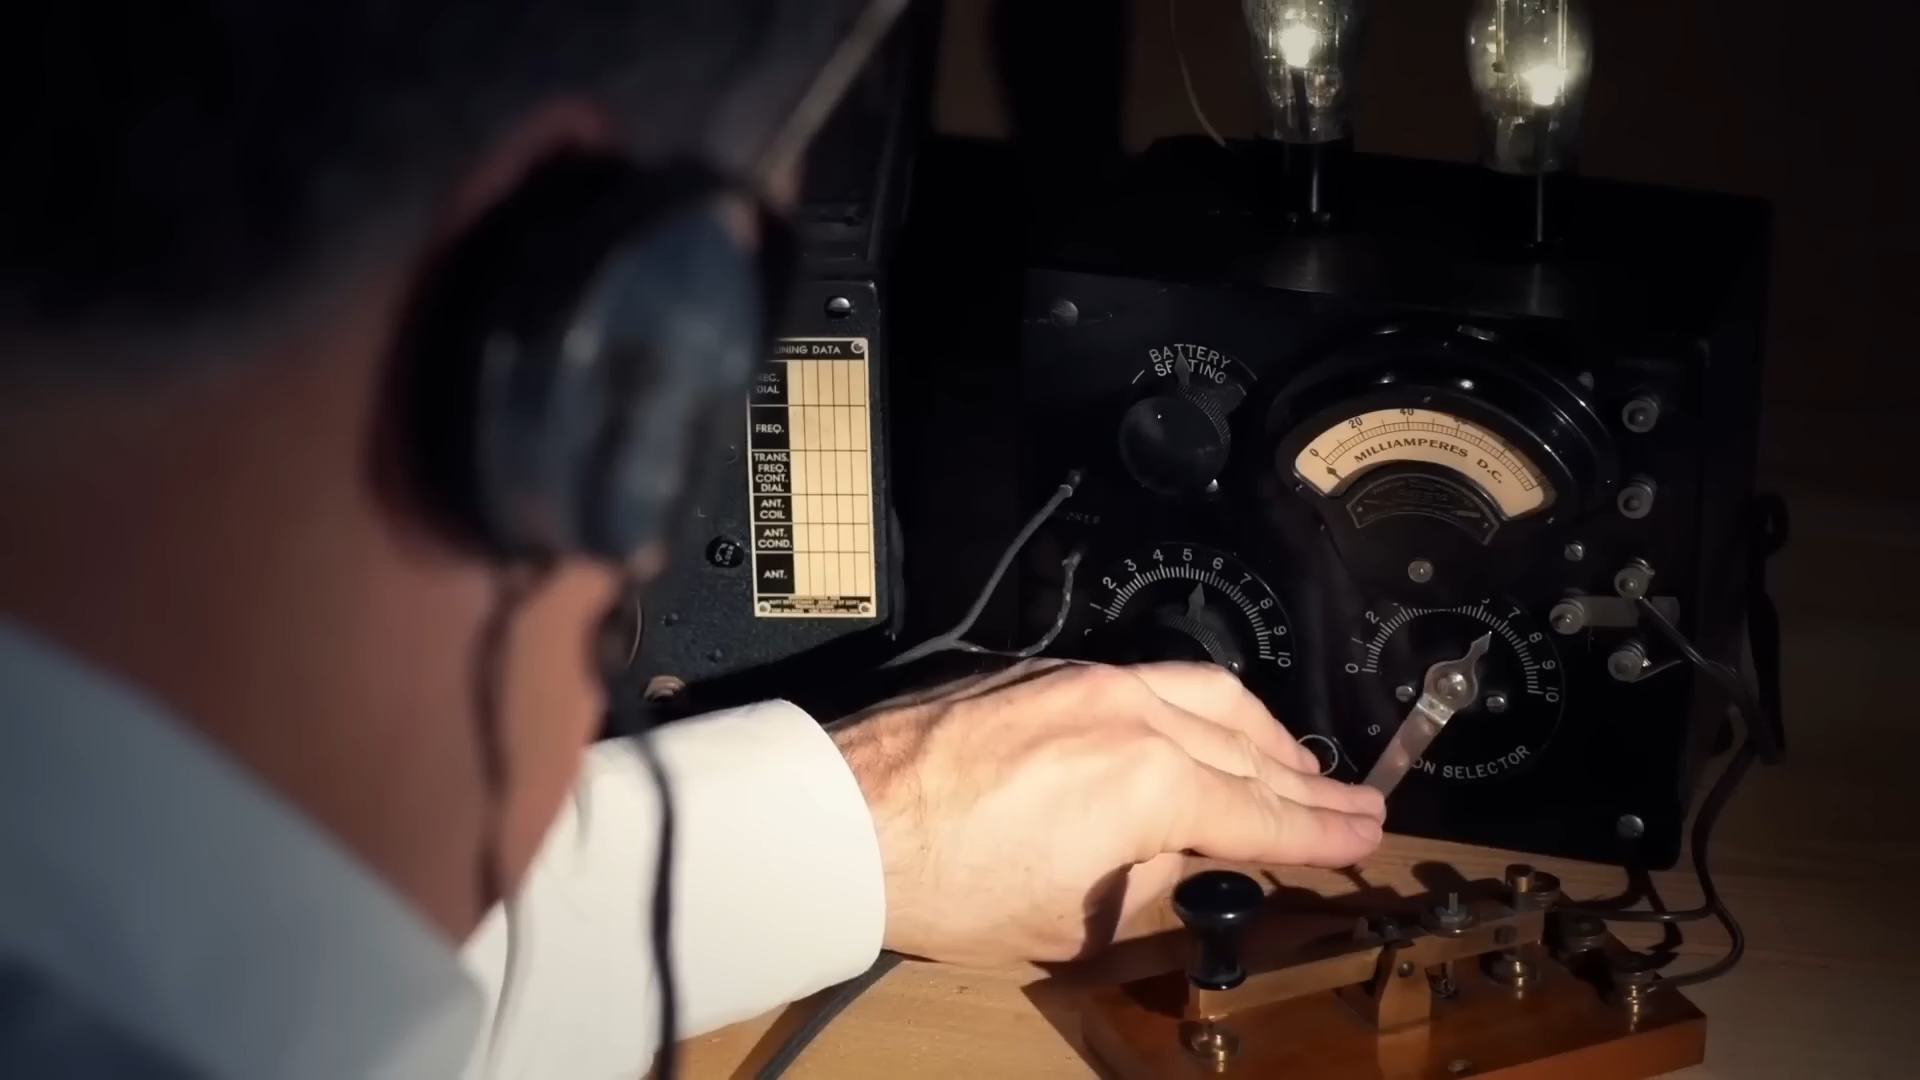 TUNING DATA
REC.
DIAL
FREQ.
TRANS.
FREQ.
CONT.
DIAL
ANT.
COIL
ANT.
COND.
ANT.
BATTERY
SETTING
0 20 40
MILLIAMPERES D.C.
2 3 4 5 6 7 8 9 10
0 1 2 7 8 9 10
S
ON SELECTOR